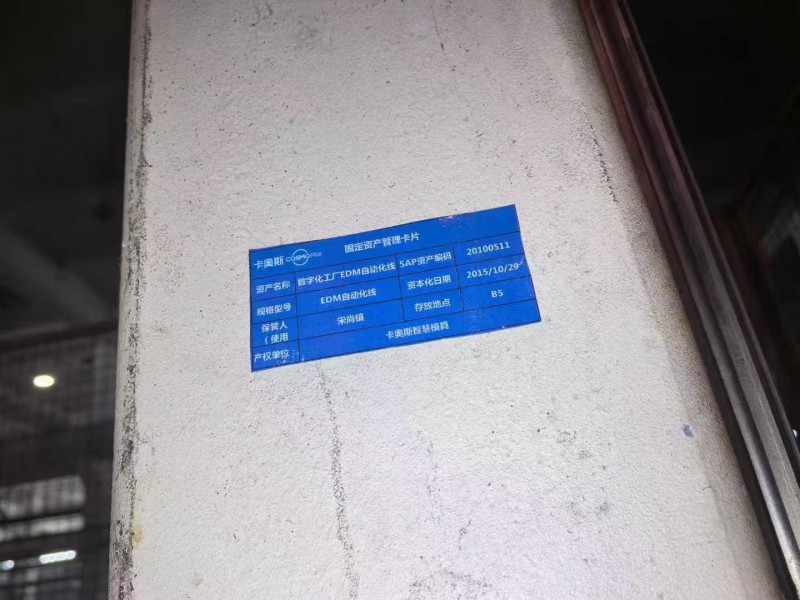 卡奥斯 COSMOPlat 固定资产管理卡片
资产名称 数字化工厂EDM自动化线 SAP资产编码 20100511
规格型号 EDM自动化线 资本化日期 2015/10/29
保管人
（使用 宋尚镇 存放地点 B5
产权单位： 卡奥斯智慧模具